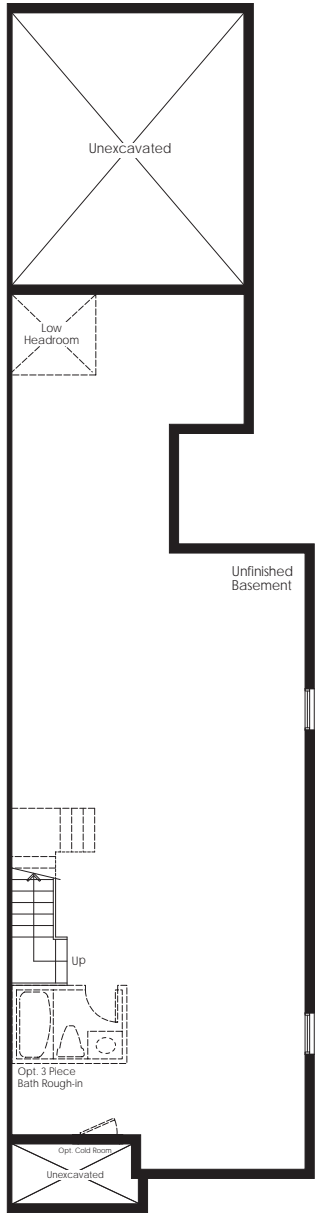 Unexcavated
Low
Headroom
Unfinished
Basement
Up
Opt. 3 Piece
Bath Rough-in
Opt. Cold Room
Unexcavated